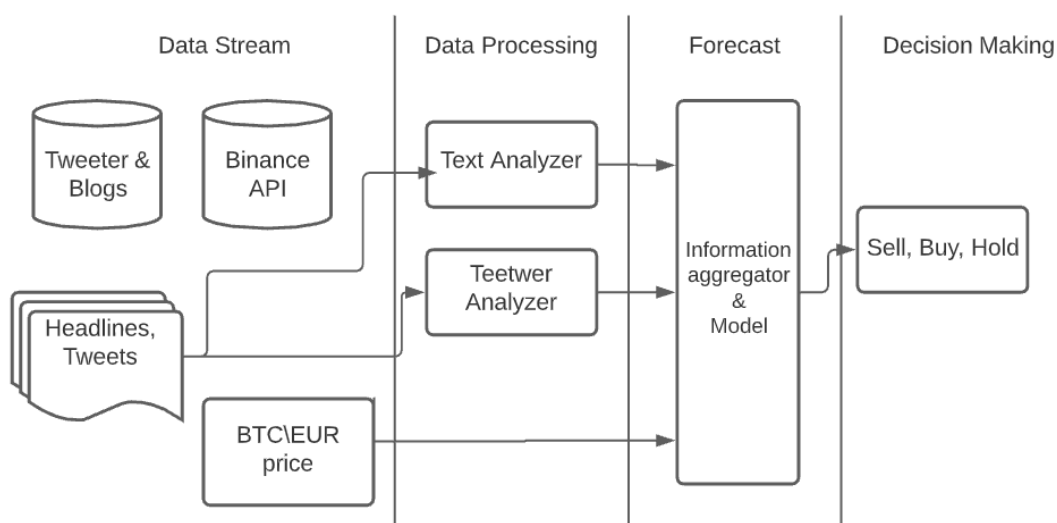 Data Stream
Data Processing
Forecast
Decision Making
Tweeter &
Blogs
Binance
API
Text Analyzer
Teetwer
Analyzer
Information
aggregator
&
Model
Sell, Buy, Hold
Headlines,
Tweets
BTC\EUR
price